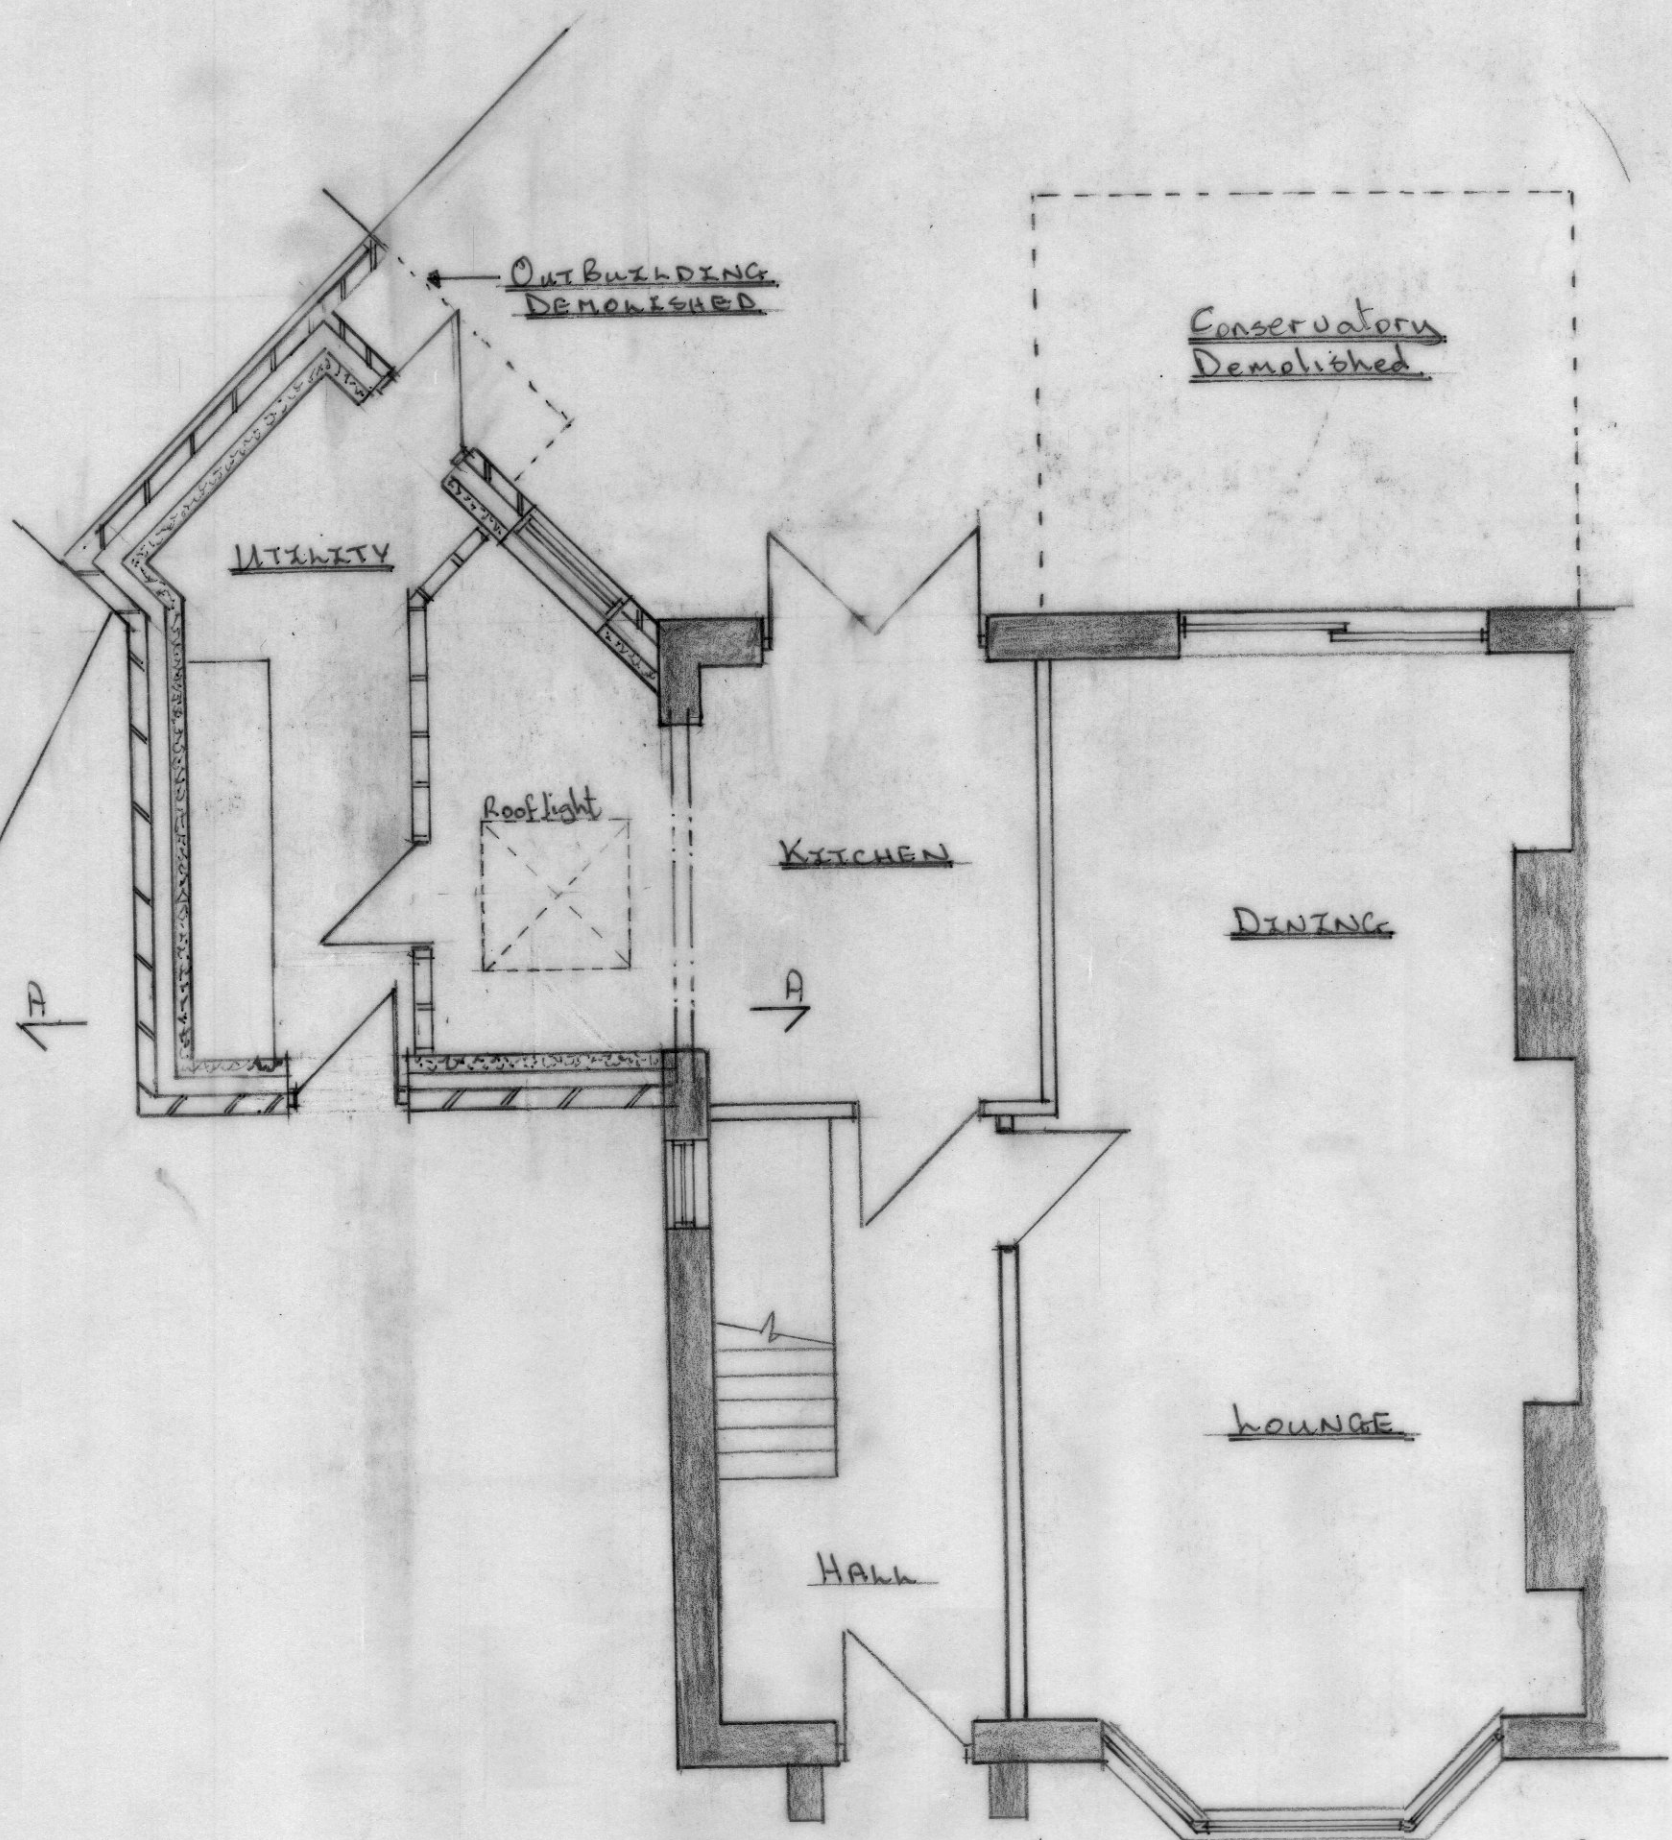 OUTBUILDING
DEMOLISHED
Conservatory
Demolished
UTILITY
Rooflight
KITCHEN
DINING
A
A
LOUNGE
HALL